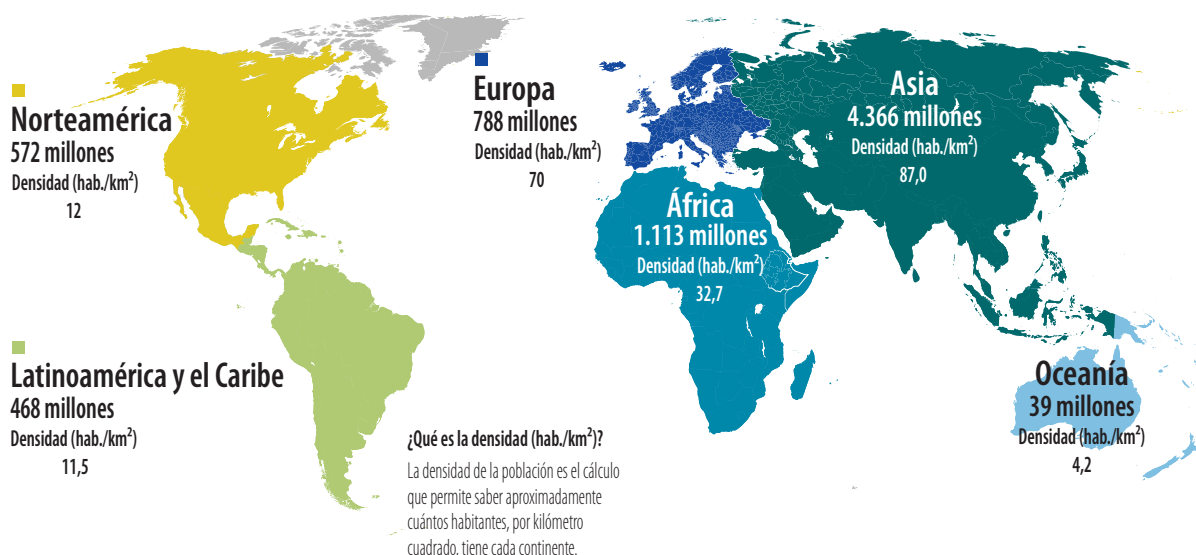 Norteamérica
572 millones
Densidad (hab./km²)
12
Europa
788 millones
Densidad (hab./km²)
70
Asia
4.366 millones
Densidad (hab./km²)
87,0
África
1.113 millones
Densidad (hab./km²)
32,7
Latinoamérica y el Caribe
468 millones
Densidad (hab./km²)
11,5
Oceanía
39 millones
Densidad (hab./km²)
4,2
¿Qué es la densidad (hab./km²)?
La densidad de la población es el cálculo
que permite saber aproximadamente
cuántos habitantes, por kilómetro
cuadrado, tiene cada continente.